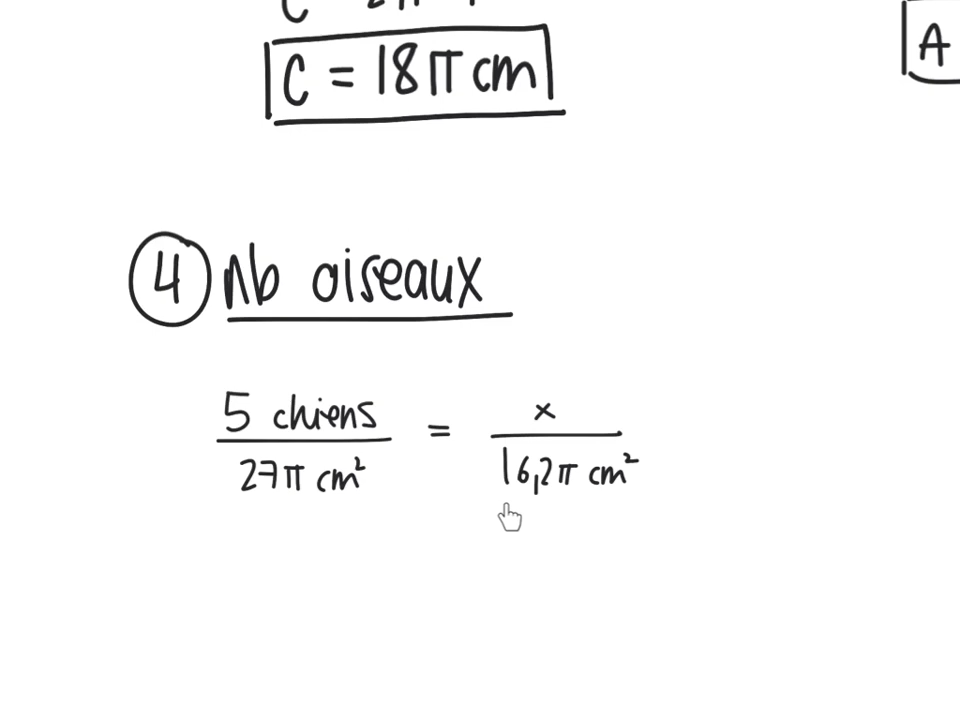 C = 18π cm
A
④ Nb oiseaux
5 chiens / 27π cm² = x / 16,2π cm²